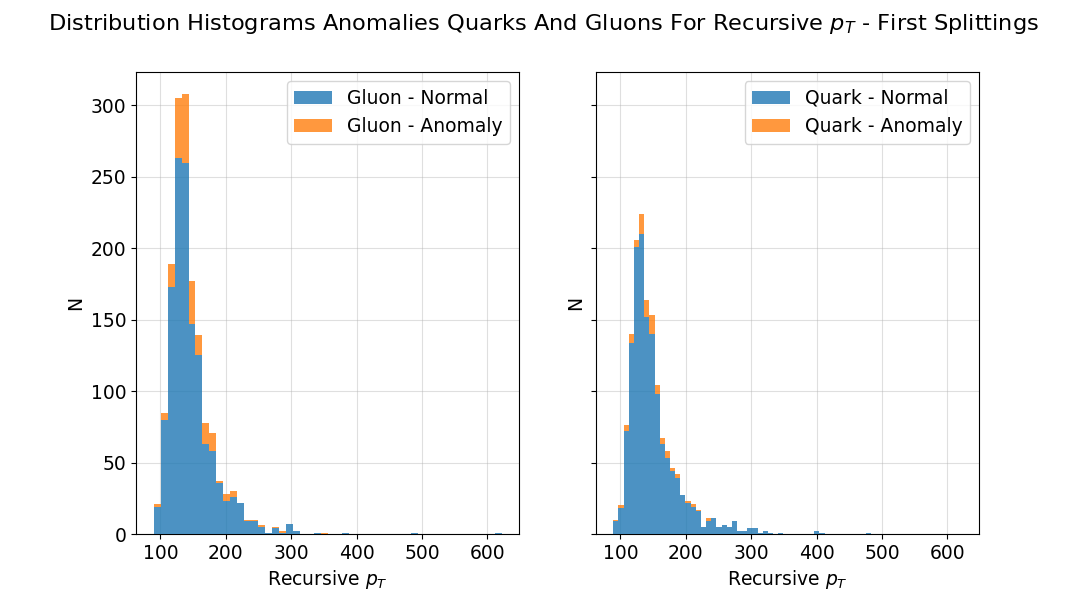 Distribution Histograms Anomalies Quarks And Gluons For Recursive $p_T$ - First Splittings
Gluon - Normal
Gluon - Anomaly
300
250
200
150
100
50
0
N
100 200 300 400 500 600
Recursive $p_T$
Quark - Normal
Quark - Anomaly
N
100 200 300 400 500 600
Recursive $p_T$